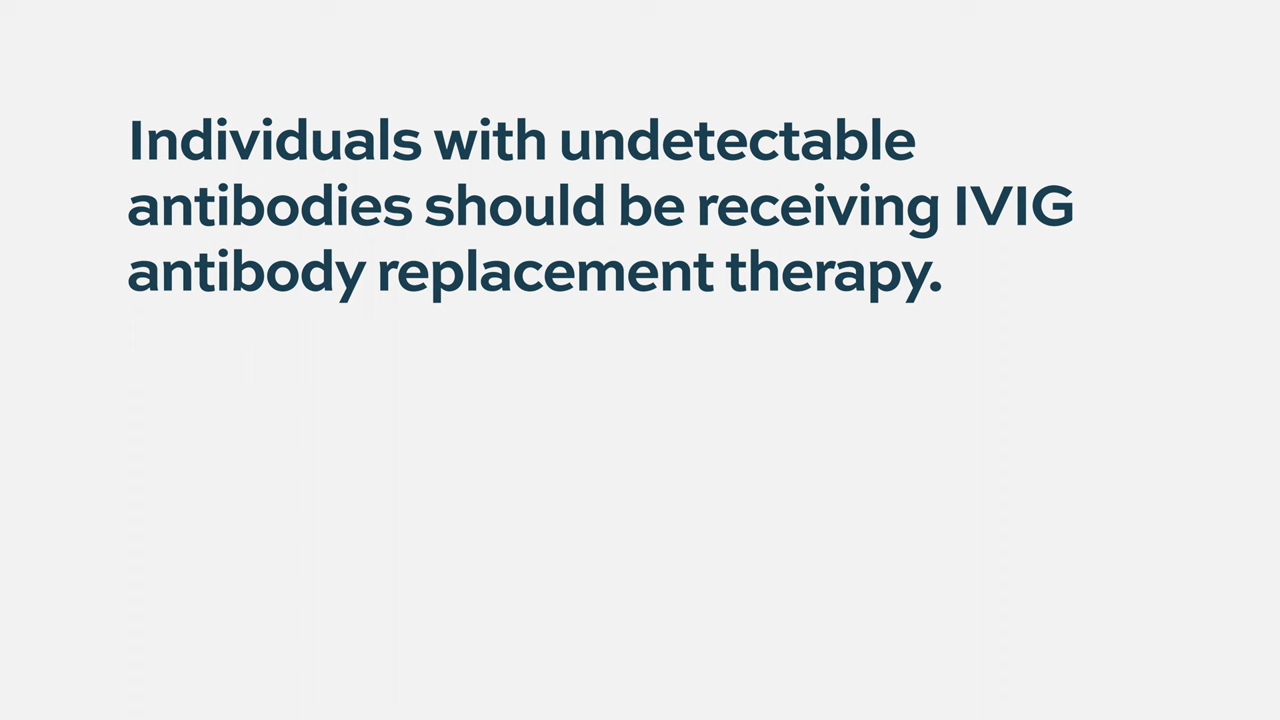 Individuals with undetectable
antibodies should be receiving IVIG
antibody replacement therapy.